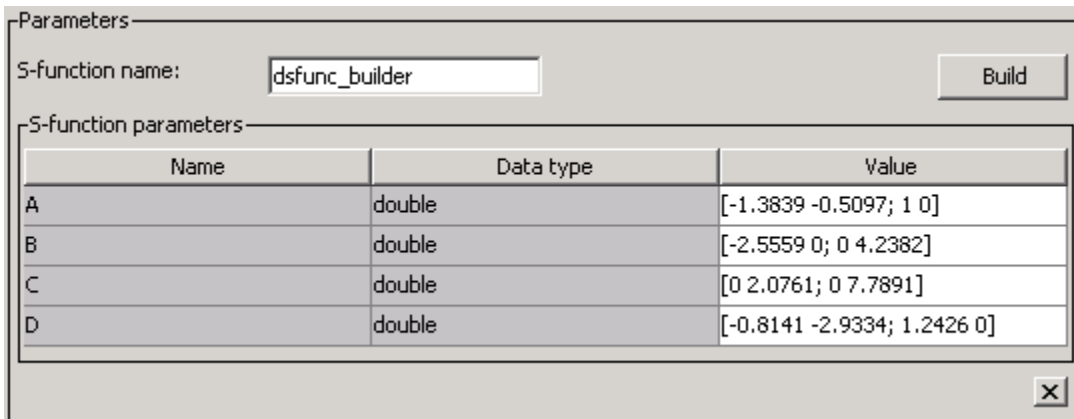 Parameters
S-function name: dsfunc_builder Build
S-function parameters
Name Data type Value
A double [-1.3839 -0.5097; 1 0]
B double [-2.5559 0; 0 4.2382]
C double [0 2.0761; 0 7.7891]
D double [-0.8141 -2.9334; 1.2426 0]